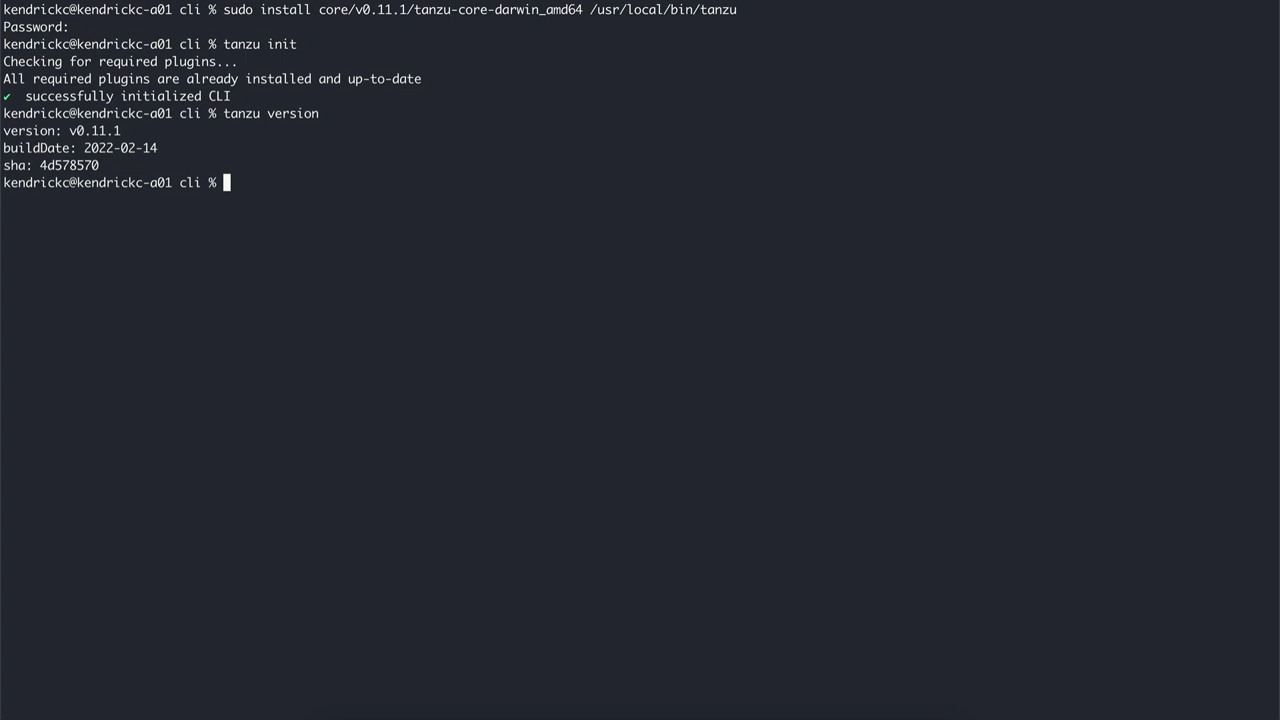 kendrickc@kendrickc-a01 cli % sudo install core/v0.11.1/tanzu-core-darwin_amd64 /usr/local/bin/tanzu
Password:
kendrickc@kendrickc-a01 cli % tanzu init
Checking for required plugins...
All required plugins are already installed and up-to-date
✔  successfully initialized CLI
kendrickc@kendrickc-a01 cli % tanzu version
version: v0.11.1
buildDate: 2022-02-14
sha: 4d578570
kendrickc@kendrickc-a01 cli %